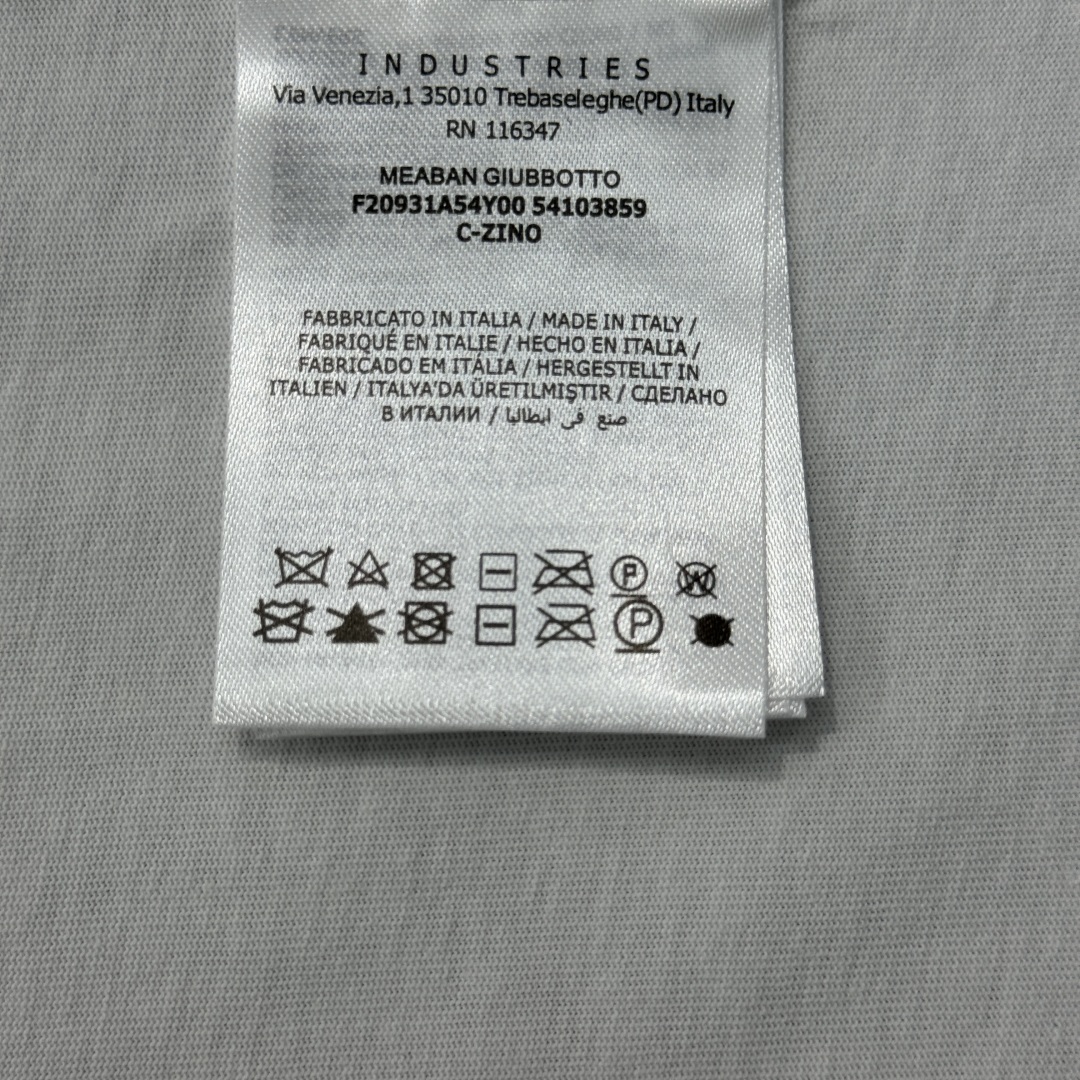 INDUSTRIES
Via Venezia,1 35010 Trebaseleghe(PD) Italy
RN 116347
MEABAN GIUBBOTTO
F20931A54Y00 54103859
C-ZINO
FABBRICATO IN ITALIA / MADE IN ITALY /
FABRIQUÉ EN ITALIE / HECHO EN ITALIA /
FABRICADO EM ITÁLIA / HERGESTELLT IN
ITALIEN / ITALYA'DA ÜRETILMIŞTIR / СДЕЛАНО
В ИТАЛИИ / صنع في ايطاليا
P W
P